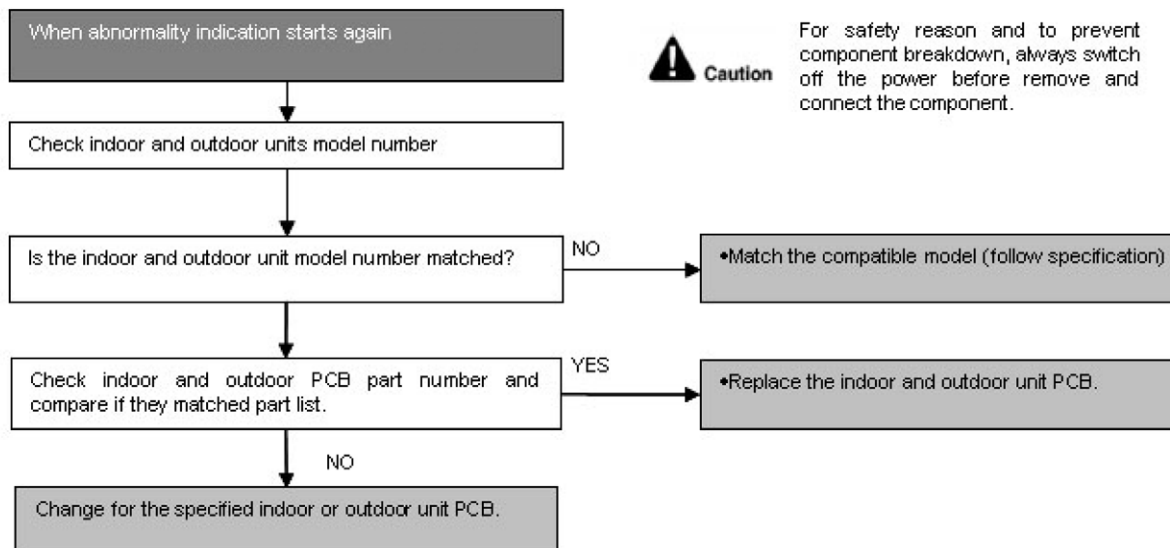 When abnormality indication starts again
Caution
For safety reason and to prevent
component breakdown, always switch
off the power before remove and
connect the component.
Check indoor and outdoor units model number
Is the indoor and outdoor unit model number matched?
NO
•Match the compatible model (follow specification)
Check indoor and outdoor PCB part number and
compare if they matched part list.
YES
•Replace the indoor and outdoor unit PCB.
NO
Change for the specified indoor or outdoor unit PCB.